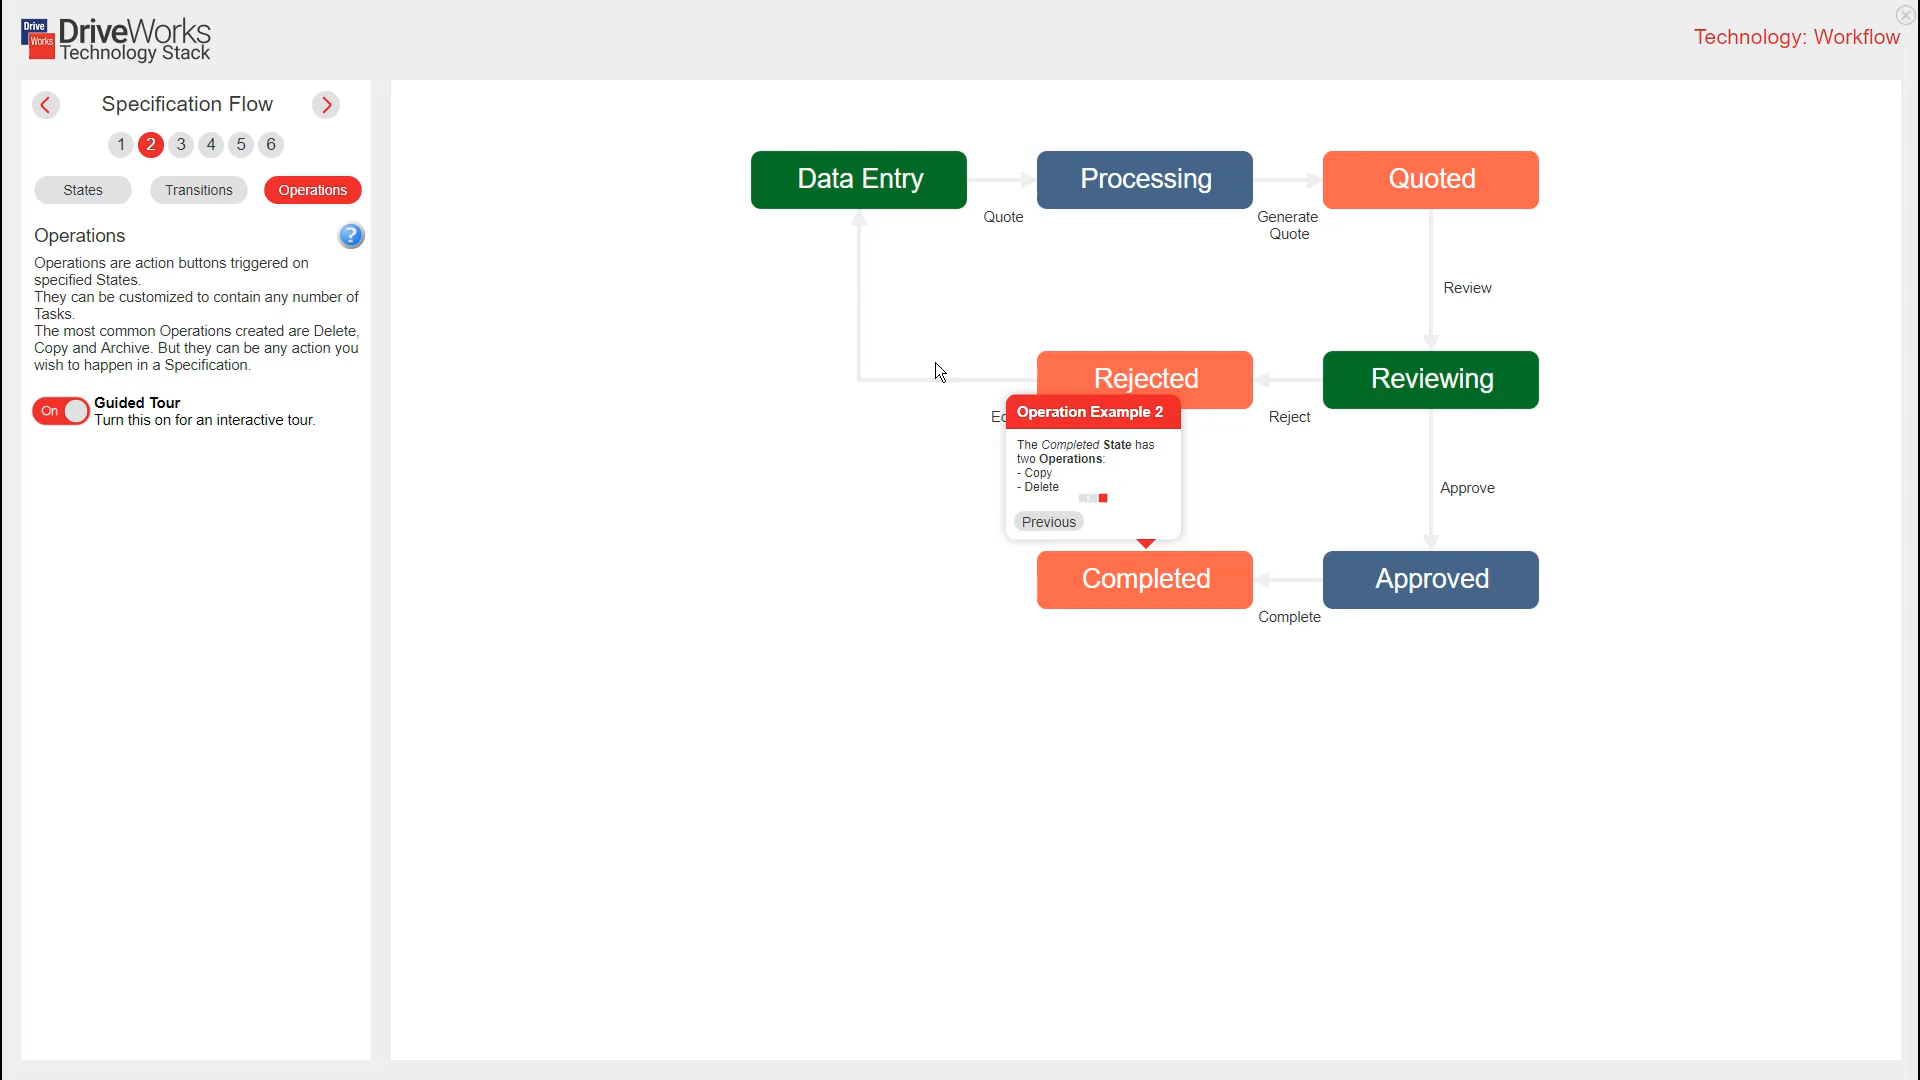 Drive
Works
DriveWorks
Technology Stack
Technology: Workflow
Specification Flow
1 2 3 4 5 6
States Transitions Operations
Operations
?
Operations are action buttons triggered on
specified States.
They can be customized to contain any number of
Tasks.
The most common Operations created are Delete,
Copy and Archive. But they can be any action you
wish to happen in a Specification.
On
Guided Tour
Turn this on for an interactive tour.
Data Entry
Quote
Processing
Generate
Quote
Quoted
Review
Rejected
Reject
Reviewing
Operation Example 2
The Completed State has
two Operations:
- Copy
- Delete
Previous
Approve
Completed
Complete
Approved